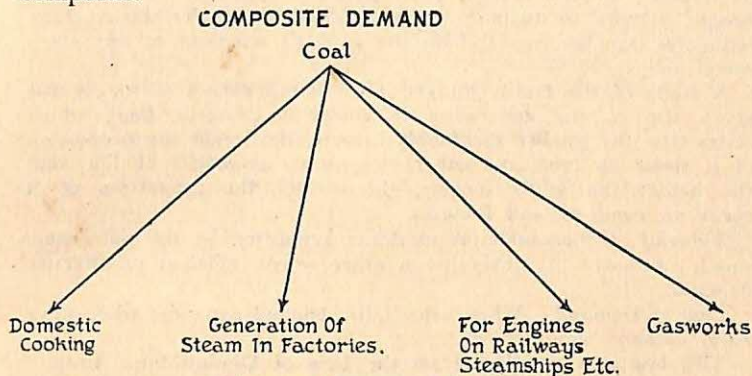 COMPOSITE DEMAND
Coal
Domestic
Cooking
Generation Of
Steam In Factories.
For Engines
On Railways
Steamships Etc.
Gasworks